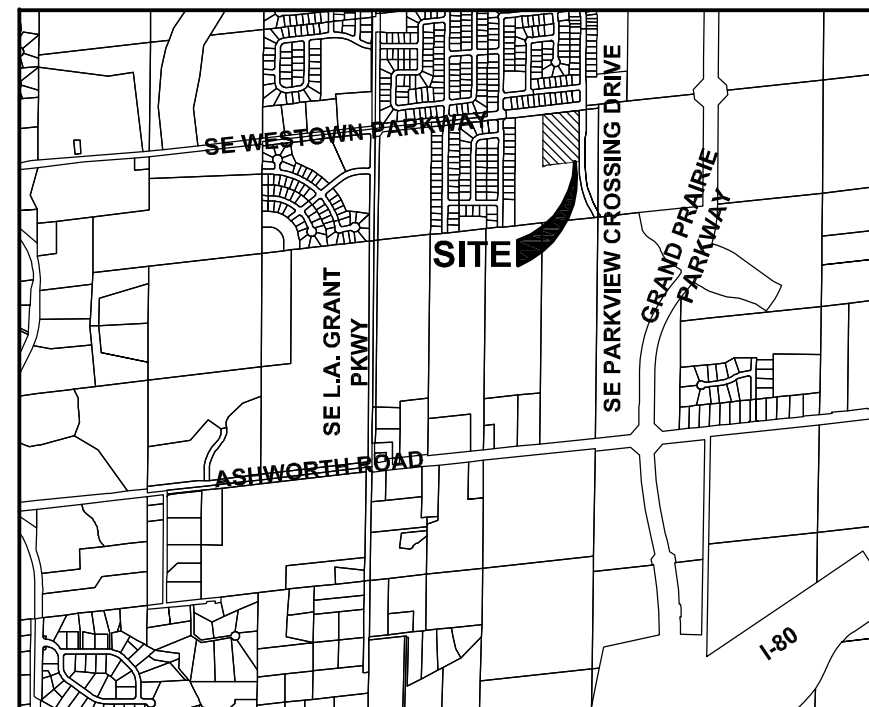 SE WESTOWN PARKWAY
SE PARKVIEW CROSSING DRIVE
GRAND PRAIRIE
PARKWAY
SITE
SE L.A. GRANT
PKWY
ASHWORTH ROAD
I-80